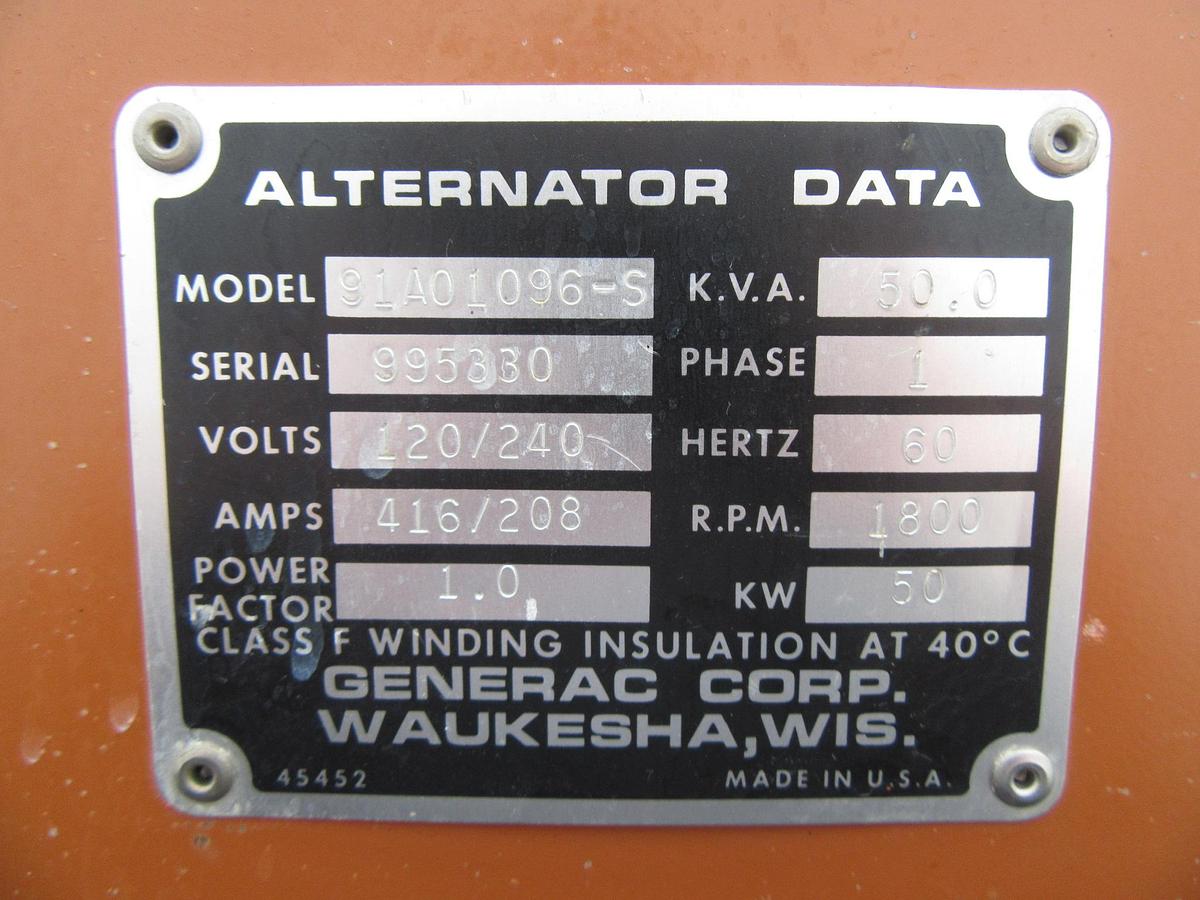 ALTERNATOR DATA
MODEL 91A01096-S K.V.A. 50.0
SERIAL 995330 PHASE 1
VOLTS 120/240 HERTZ 60
AMPS 416/208 R.P.M. 1800
POWER FACTOR 1.0 KW 50
CLASS F WINDING INSULATION AT 40°C
GENERAC CORP.
WAUKESHA, WIS.
45452 MADE IN U.S.A.